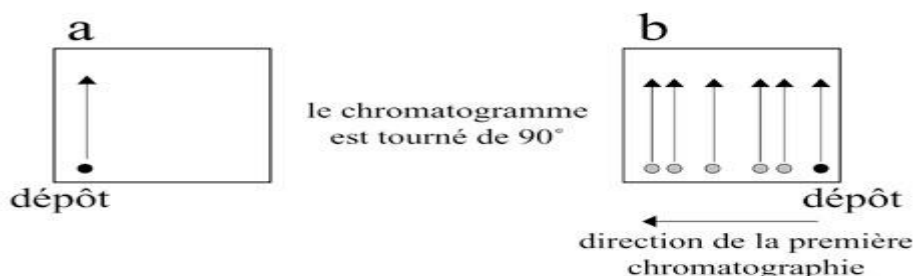 a
b
le chromatogramme
est tourné de 90°
dépôt
dépôt
direction de la première
chromatographie